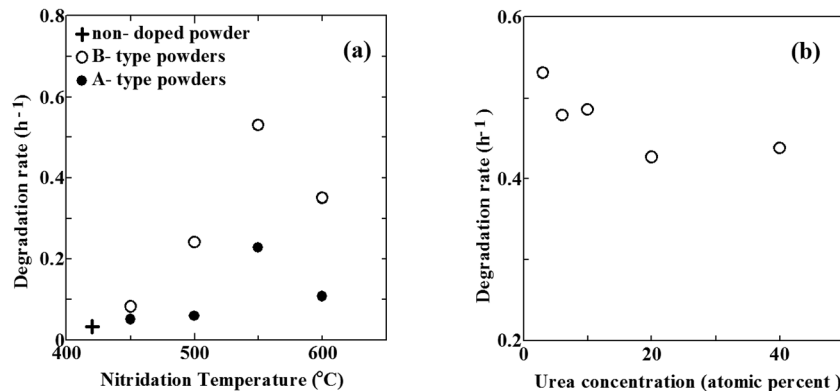 non- doped powder
B- type powders
A- type powders
(a)
0.8
0.6
0.4
0.2
0
400
500
600
Degradation rate (h-1)
Nitridation Temperature (°C)
(b)
0.6
0.4
0.2
0
20
40
Degradation rate (h-1)
Urea concentration (atomic percent )